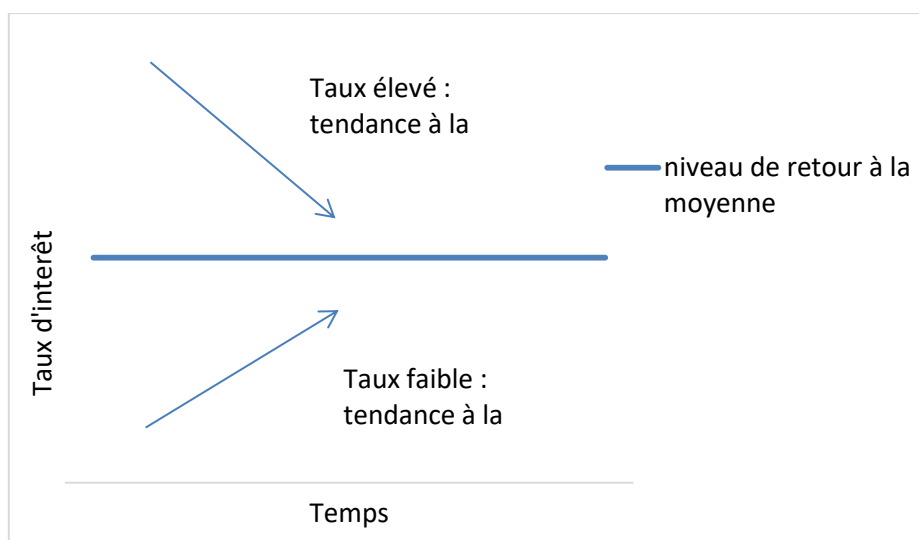 Taux élevé :
tendance à la
niveau de retour à la
moyenne
Taux d'interêt
Taux faible :
tendance à la
Temps